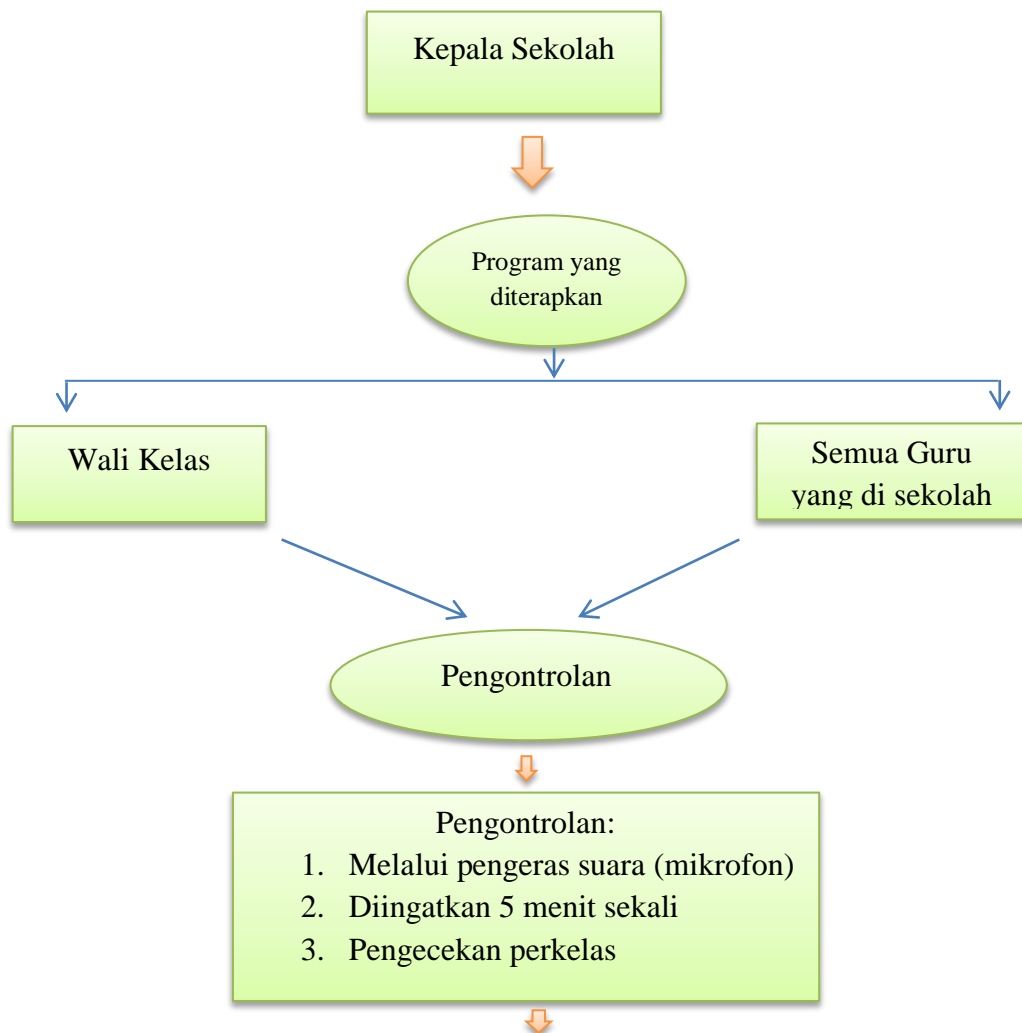 Kepala Sekolah
Program yang
diterapkan
Wali Kelas
Semua Guru
yang di sekolah
Pengontrolan
Pengontrolan:
1. Melalui pengeras suara (mikrofon)
2. Diingatkan 5 menit sekali
3. Pengecekan perkelas